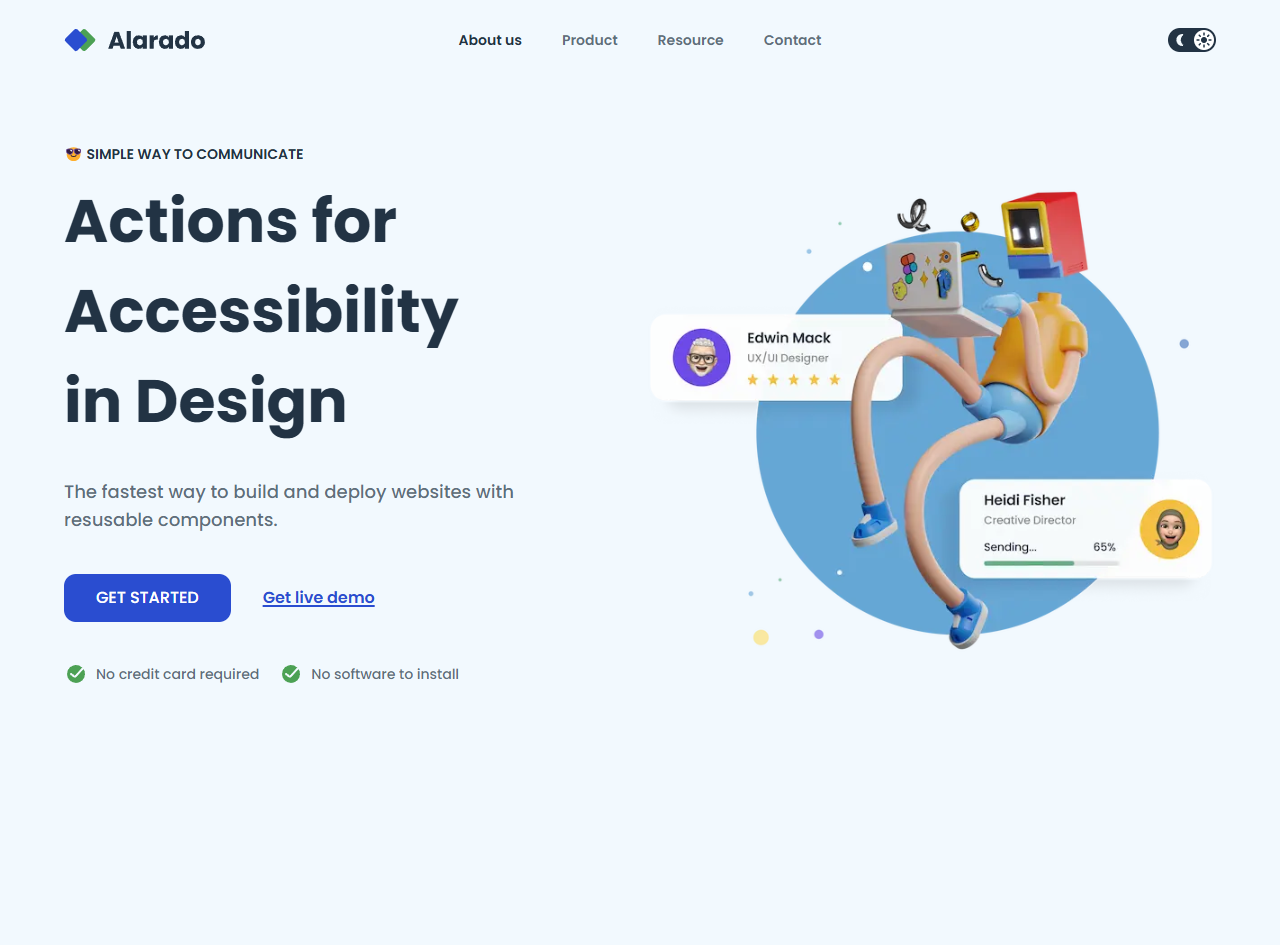 Alarado
About us
Product
Resource
Contact
😎 SIMPLE WAY TO COMMUNICATE
Actions for
Accessibility
in Design
The fastest way to build and deploy websites with
resusable components.
GET STARTED
Get live demo
No credit card required
No software to install
Edwin Mack
UX/UI Designer
Heidi Fisher
Creative Director
Sending...
65%